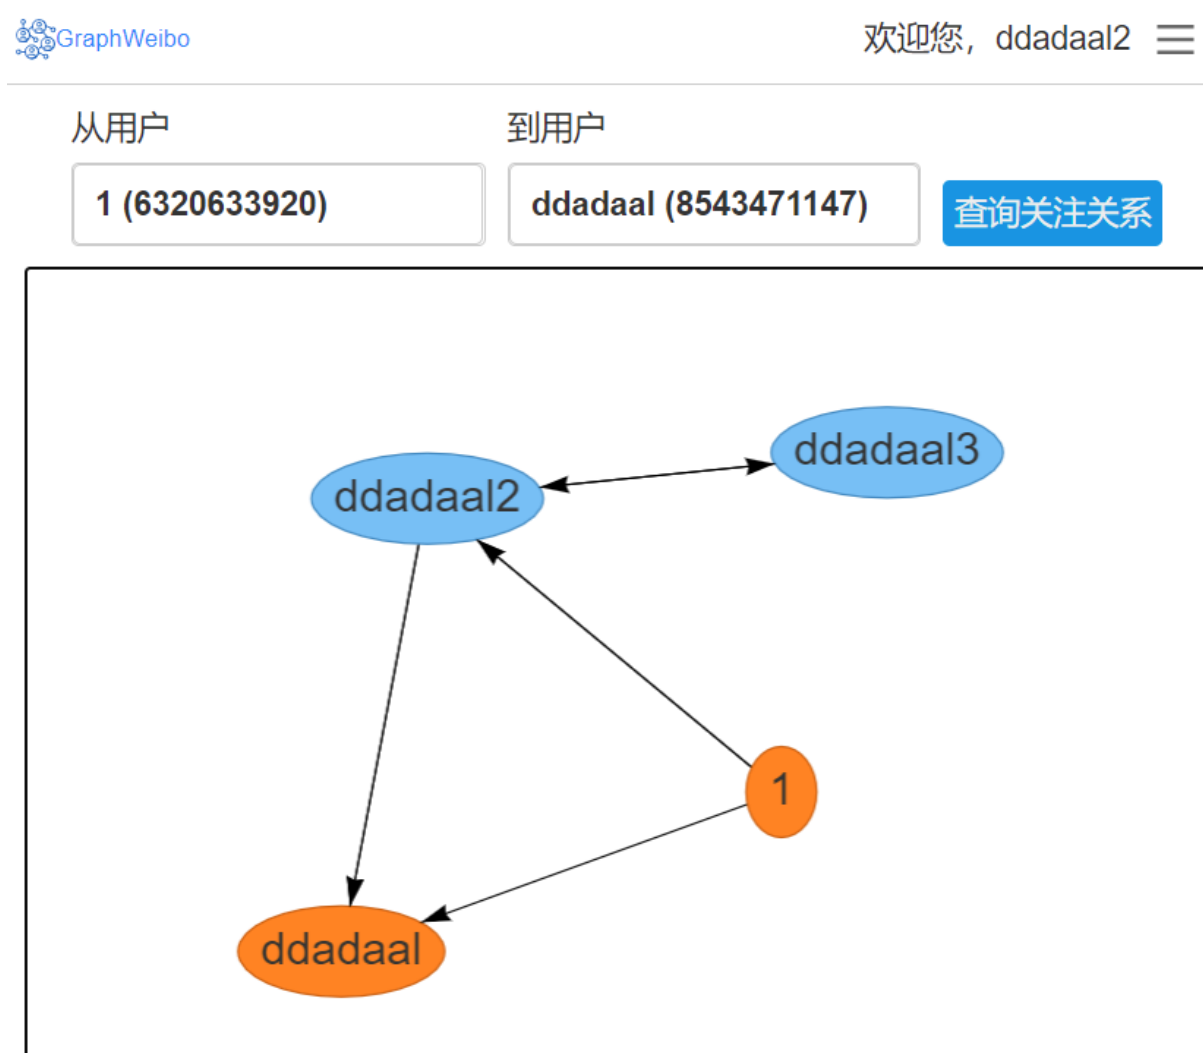 GraphWeibo
欢迎您，ddadaal2
从用户
到用户
1 (6320633920)
ddadaal (8543471147)
查询关注关系
ddadaal3
ddadaal2
1
ddadaal